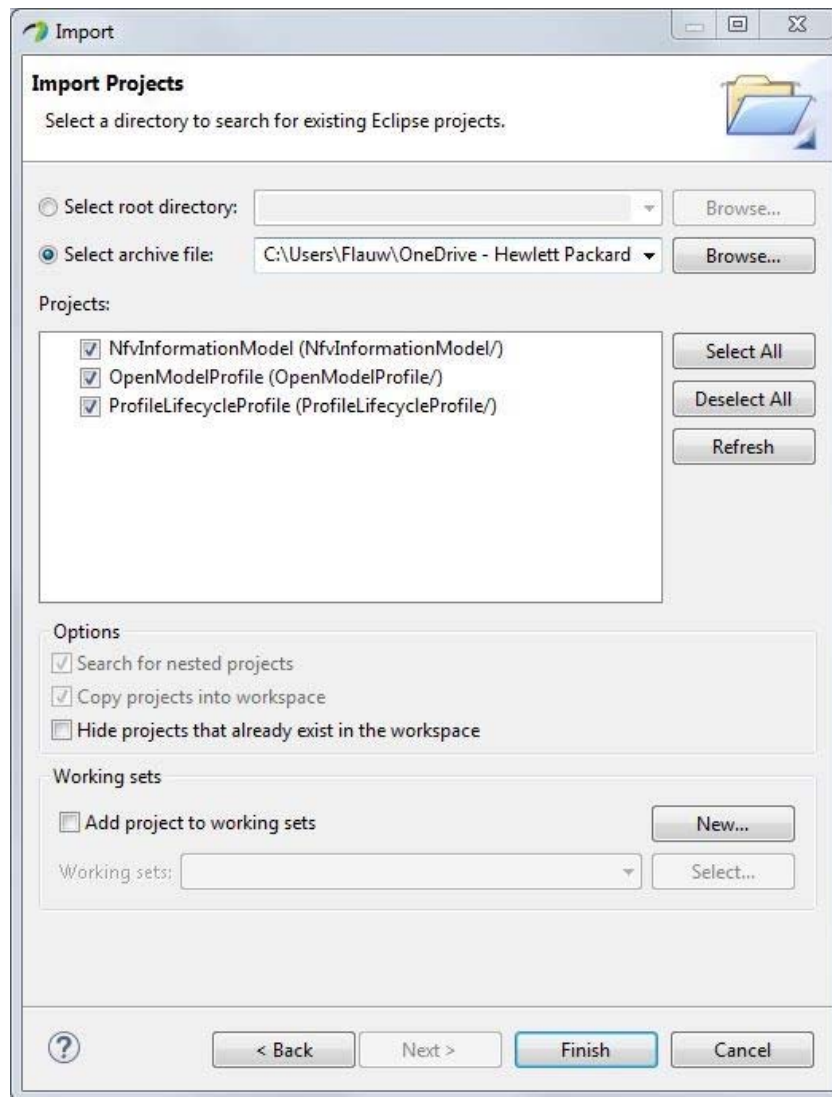 Import
Import Projects
Select a directory to search for existing Eclipse projects.
Select root directory:
Browse...
Select archive file:
C:\Users\Flauw\OneDrive - Hewlett Packard
Browse...
Projects:
NfvInformationModel (NfvInformationModel/)
OpenModelProfile (OpenModelProfile/)
ProfileLifecycleProfile (ProfileLifecycleProfile/)
Select All
Deselect All
Refresh
Options
Search for nested projects
Copy projects into workspace
Hide projects that already exist in the workspace
Working sets
Add project to working sets
New...
Working sets:
Select...
?
< Back
Next >
Finish
Cancel